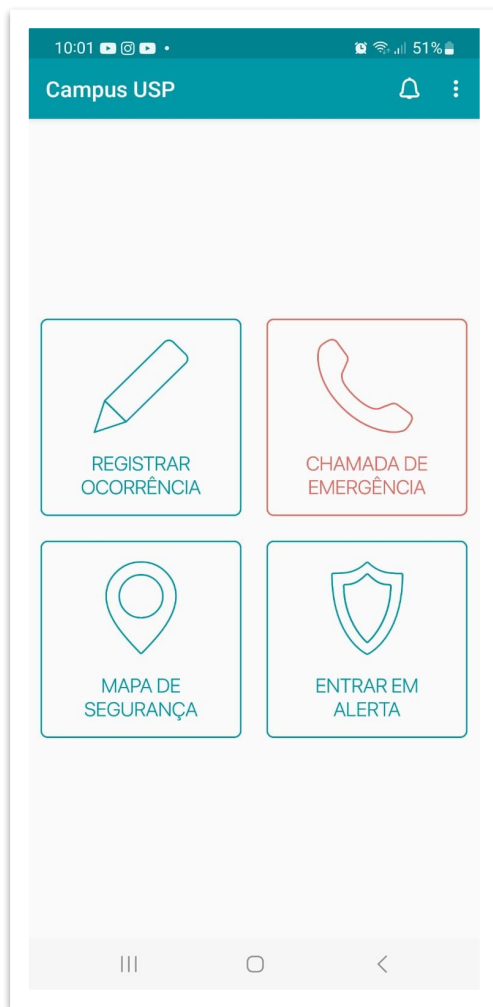 10:01
51%
Campus USP
REGISTRAR
OCORRÊNCIA
CHAMADA DE
EMERGÊNCIA
MAPA DE
SEGURANÇA
ENTRAR EM
ALERTA